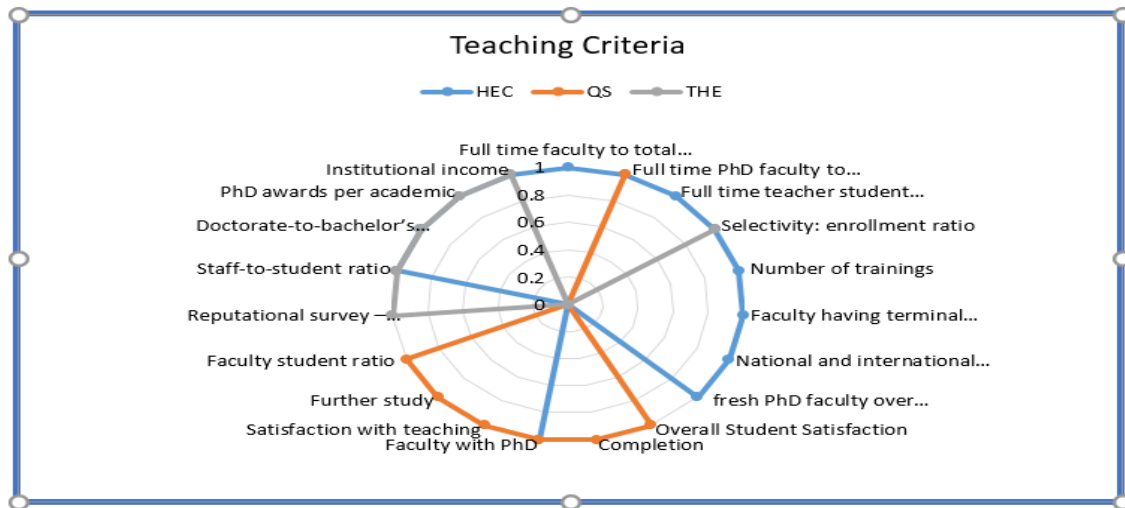 Teaching Criteria
HEC QS THE
Full time faculty to total...
Institutional income
1
Full time PhD faculty to...
PhD awards per academic
0.8
Full time teacher student...
Doctorate-to-bachelor's...
0.6
Selectivity: enrollment ratio
0.4
Staff-to-student ratio
0.2
Number of trainings
Reputational survey –...
0
Faculty having terminal...
Faculty student ratio
National and international...
Further study
fresh PhD faculty over...
Satisfaction with teaching
Overall Student Satisfaction
Faculty with PhD
Completion